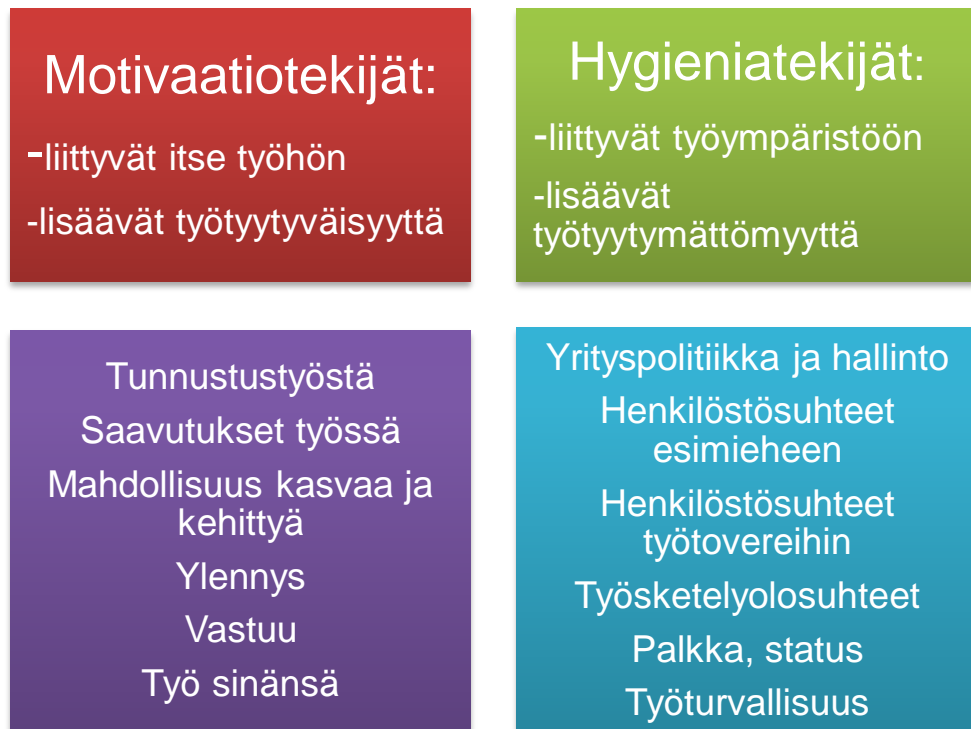 Motivaatiotekijät:
-liittyvät itse työhön
-lisäävät työtyytyväisyyttä
Hygieniatekijät:
-liittyvät työympäristöön
-lisäävät
työtyytymättömyyttä
Tunnustustyöstä
Saavutukset työssä
Mahdollisuus kasvaa ja
kehittyä
Ylennys
Vastuu
Työ sinänsä
Yrityspolitiikka ja hallinto
Henkilöstösuhteet
esimieheen
Henkilöstösuhteet
työtovereihin
Työsketelyolosuhteet
Palkka, status
Työturvallisuus